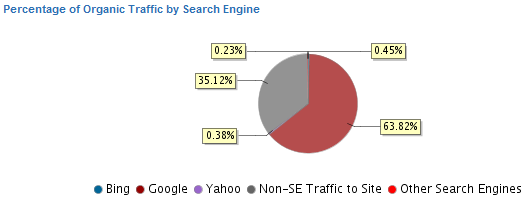 Percentage of Organic Traffic by Search Engine
0.23%
0.45%
35.12%
0.38%
63.82%
Bing Google Yahoo Non-SE Traffic to Site Other Search Engines